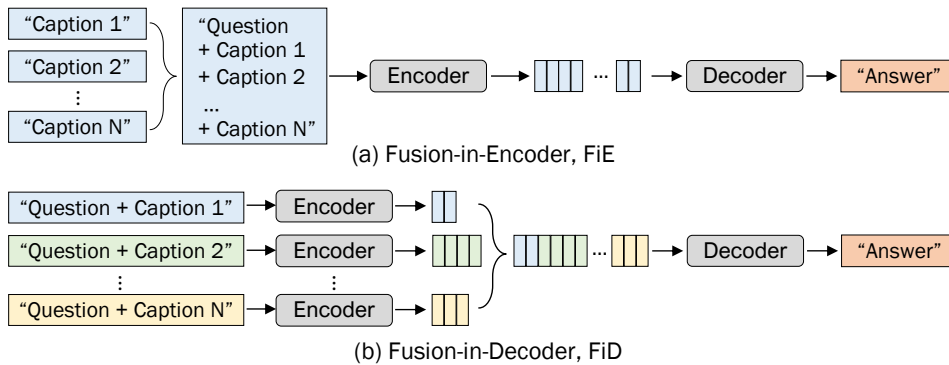 “Caption 1”
“Caption 2”
⋮
“Caption N”
“Question
+ Caption 1
+ Caption 2
...
+ Caption N”
Encoder
...
Decoder
“Answer”
(a) Fusion-in-Encoder, FiE
“Question + Caption 1”
Encoder
“Question + Caption 2”
Encoder
...
Decoder
“Answer”
⋮
⋮
“Question + Caption N”
Encoder
(b) Fusion-in-Decoder, FiD